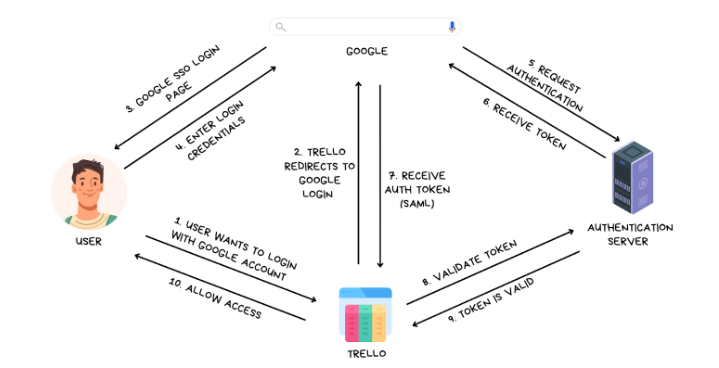 GOOGLE
3. GOOGLE SSO LOGIN
PAGE
4. ENTER LOGIN
CREDENTIALS
5. REQUEST
AUTHENTICATION
6. RECEIVE TOKEN
2. TRELLO
REDIRECTS TO
GOOGLE
LOGIN
7. RECEIVE
AUTH TOKEN
(SAML)
USER
AUTHENTICATION
SERVER
1. USER WANTS TO LOGIN
WITH GOOGLE ACCOUNT
10. ALLOW ACCESS
8. VALIDATE TOKEN
9. TOKEN IS VALID
TRELLO